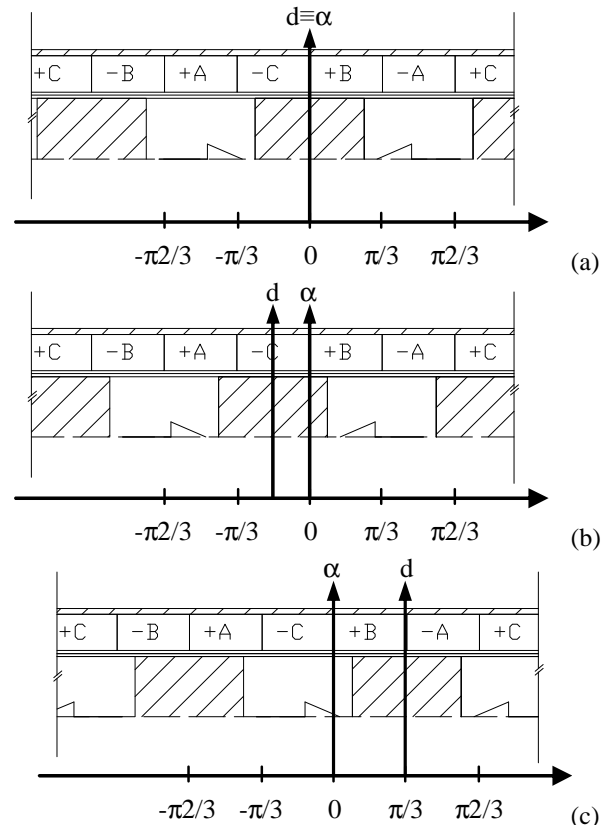 d≡α
+C -B +A -C +B -A +C
-π2/3 -π/3 0 π/3 π2/3
(a)
d α
+C -B +A -C +B -A +C
-π2/3 -π/3 0 π/3 π2/3
(b)
α d
+C -B +A -C +B -A +C
-π2/3 -π/3 0 π/3 π2/3
(c)